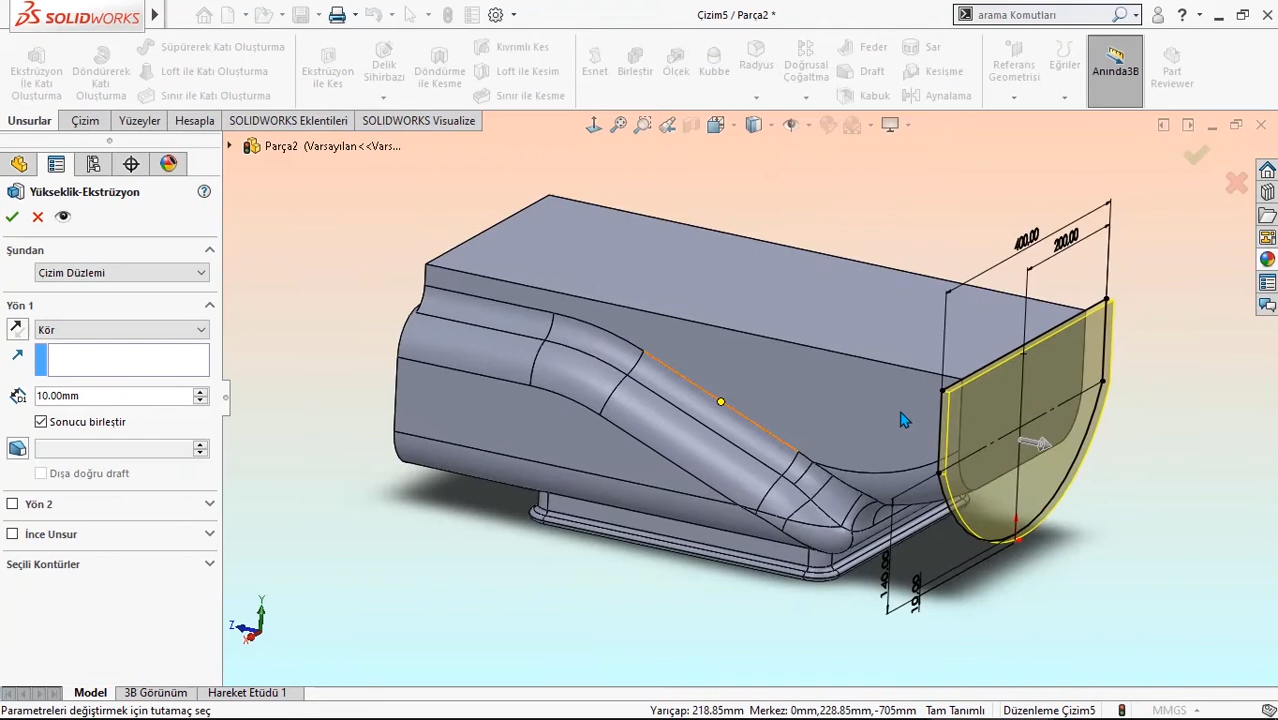 SOLIDWORKS
Çizim5 / Parça2 *
arama Komutları
Ekstrüzyon İle Katı Oluşturma
Döndürerek Katı Oluşturma
Süpürerek Katı Oluşturma
Loft ile Katı Oluşturma
Sınır ile Katı Oluşturma
Ekstrüzyon ile Kes
Delik Sihirbazı
Döndürme ile Kesme
Kıvrımlı Kes
Loft ile Kesim
Sınır ile Kesme
Esnet
Birleştir
Ölçek
Kubbe
Radyus
Doğrusal Çoğaltma
Feder
Draft
Kabuk
Sar
Kesişme
Aynalama
Referans Geometrisi
Eğriler
Anında3B
Part Reviewer
Unsurlar
Çizim
Yüzeyler
Hesapla
SOLIDWORKS Eklentileri
SOLIDWORKS Visualize
Parça2 (Varsayılan<<Vars...
Yükseklik-Ekstrüzyon
Şundan
Çizim Düzlemi
Yön 1
Kör
10.00mm
Sonucu birleştir
Dışa doğru draft
Yön 2
İnce Unsur
Seçili Kontürler
400,00
200,00
140,00
10,00
Y
Z
X
Model
3B Görünüm
Hareket Etüdü 1
Parametreleri değiştirmek için tutamaç seç
Yarıçap: 218.85mm Merkez: 0mm,228.85mm,-705mm
Tam Tanımlı
Düzenleme Çizim5
MMGS